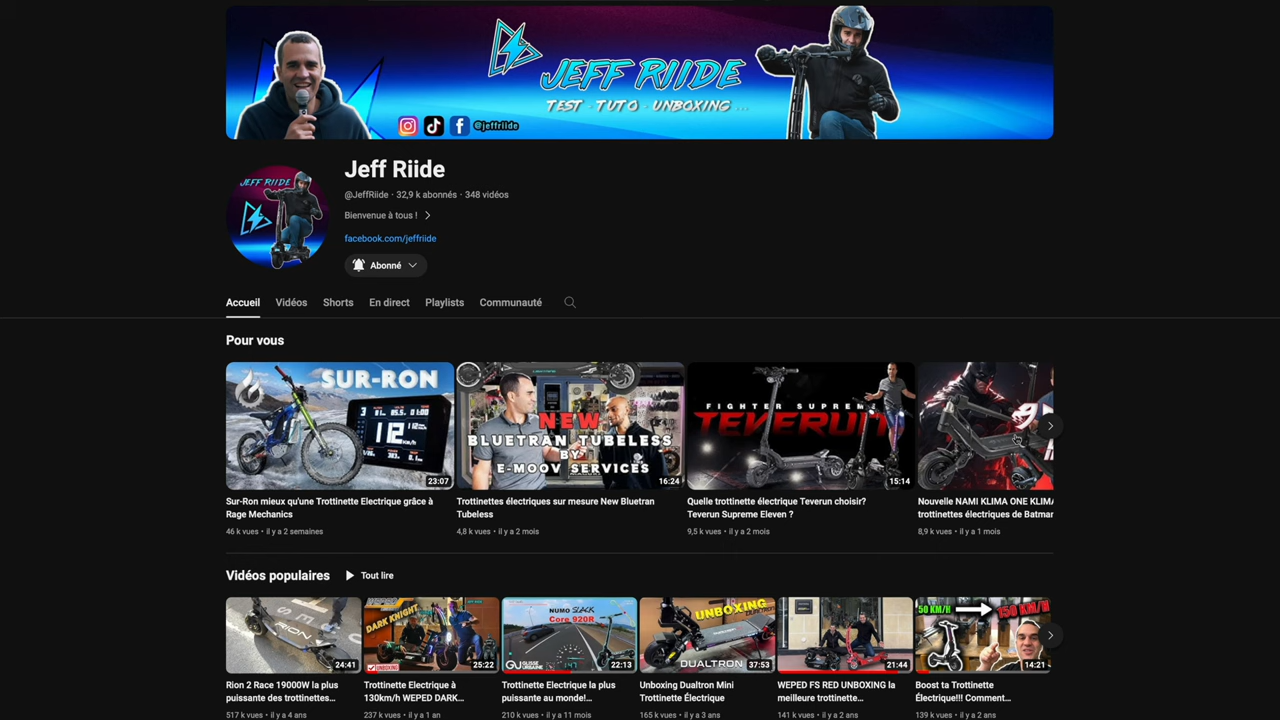 JEFF RIIDE
TEST - TUTO - UNBOXING ...
@jeffriide
JEFF RIIDE
Jeff Riide
@JeffRiide · 32,9 k abonnés · 348 vidéos
Bienvenue à tous !
facebook.com/jeffriide
Abonné
Accueil Vidéos Shorts En direct Playlists Communauté
Pour vous
SUR-RON
23:07
Sur-Ron mieux qu'une Trottinette Electrique grâce à
Rage Mechanics
46 k vues • il y a 2 semaines
NEW
BLUETRAN TUBELESS
BY
E-MOOV SERVICES
16:24
Trottinettes électriques sur mesure New Bluetran
Tubeless
4,8 k vues • il y a 2 mois
FIGHTER SUPREME
TEVERUN
15:14
Quelle trottinette électrique Teverun choisir?
Teverun Supreme Eleven ?
9,5 k vues • il y a 2 mois
Nouvelle NAMI KLIMA ONE KLIMA
trottinettes électriques de Batman
8,9 k vues • il y a 1 mois
Vidéos populaires Tout lire
RION
24:41
Rion 2 Race 19000W la plus
puissante des trottinettes...
517 k vues • il y a 4 ans
WEPED
DARK KNIGHT
UNBOXING
25:22
Trottinette Electrique à
130km/h WEPED DARK...
237 k vues • il y a 1 an
NUMO SLACK
Core 920R
GLISSE
URBAINE
22:13
Trottinette Electrique la plus
puissante au monde!...
210 k vues • il y a 11 mois
UNBOXING
DUALTRON
37:53
Unboxing Dualtron Mini
Trottinette Électrique
165 k vues • il y a 3 ans
21:44
WEPED FS RED UNBOXING la
meilleure trottinette...
141 k vues • il y a 2 ans
50 KM/H 150 KM/H
14:21
Boost ta Trottinette
Électrique!!! Comment...
139 k vues • il y a 2 ans